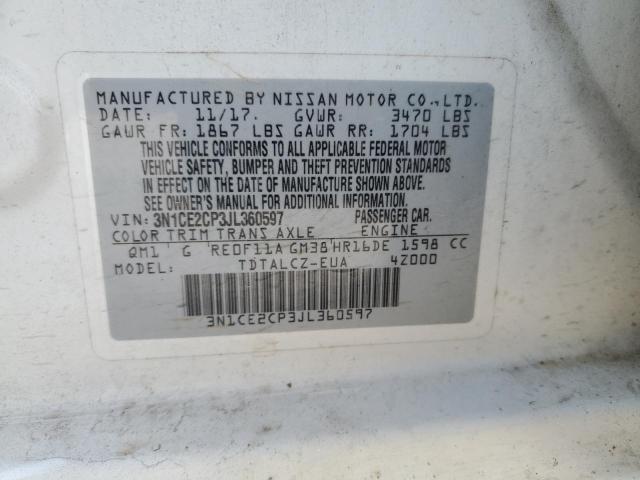 MANUFACTURED BY NISSAN MOTOR CO., LTD.
DATE: 11/17. GVWR: 3470 LBS
GAWR FR: 1867 LBS GAWR RR: 1704 LBS
THIS VEHICLE CONFORMS TO ALL APPLICABLE FEDERAL MOTOR
VEHICLE SAFETY, BUMPER AND THEFT PREVENTION STANDARDS
IN EFFECT ON THE DATE OF MANUFACTURE SHOWN ABOVE.
SEE OWNER'S MANUAL FOR ADDITIONAL INFORMATION.
VIN: 3N1CE2CP3JL360597 PASSENGER CAR.
COLOR TRIM TRANS AXLE ENGINE
QM1 G RE0F11A GM38 HR16DE 1598 CC
MODEL: TDTALCZ-EUA 4Z000
3N1CE2CP3JL360597